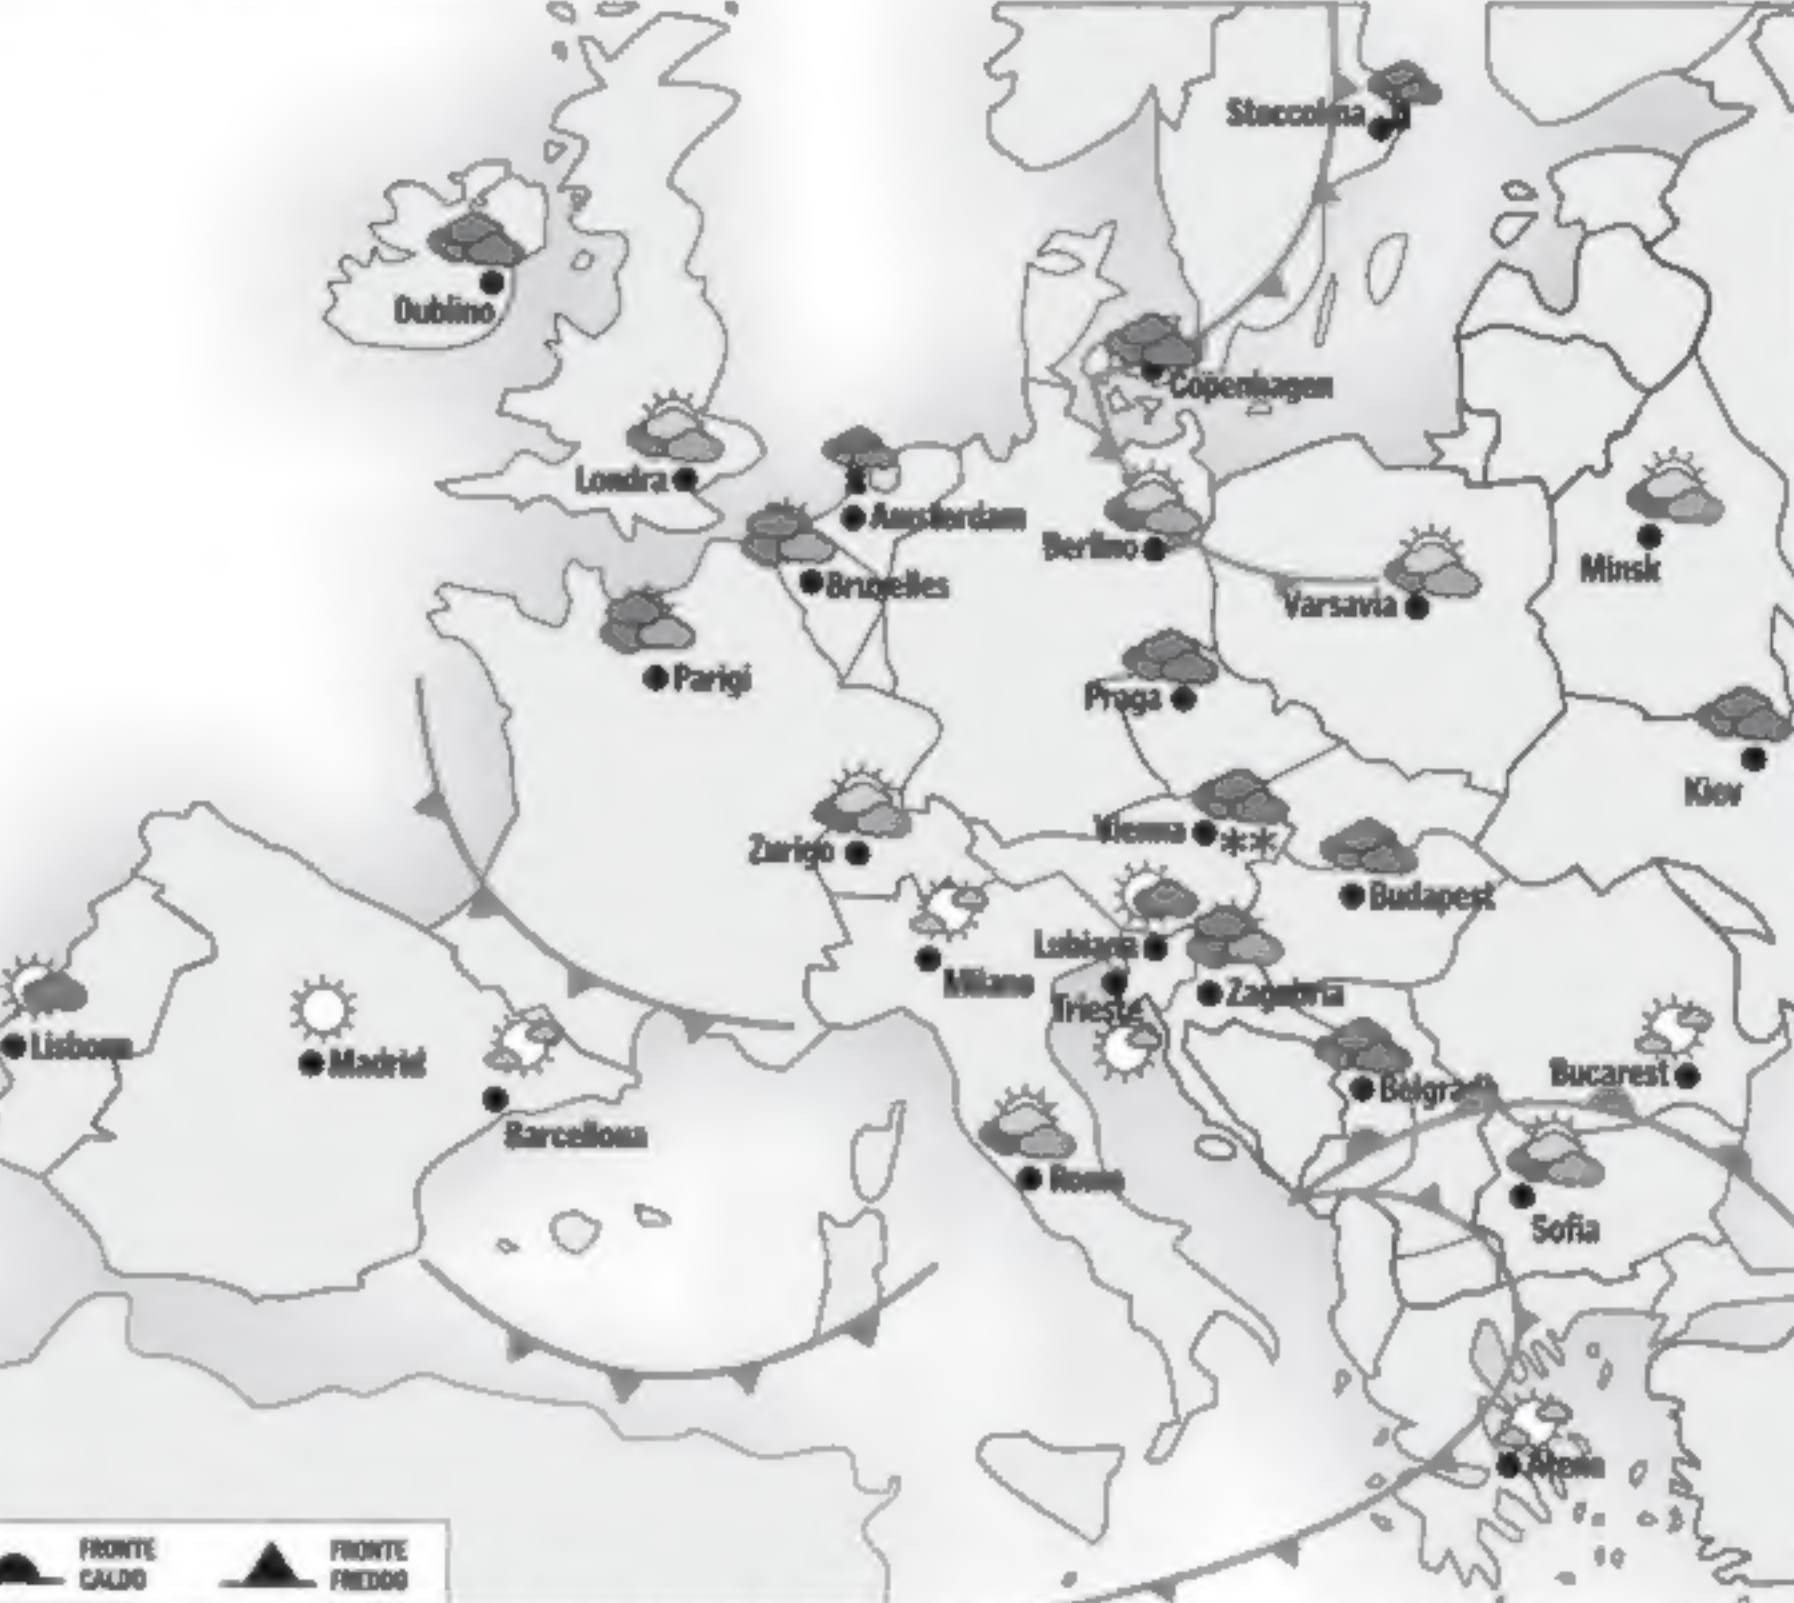 Stoccolma
Dublino
Copenhagen
Londra
Amsterdam
Berlino
Minsk
Bruxelles
Varsavia
Parigi
Praga
Kiev
Vienna
Zurigo
Budapest
Lubiana
Milano
Zagabria
Trieste
Lisbona
Madrid
Bucarest
Belgrado
Barcellona
Roma
Sofia
Atene
FRONTE
CALDO
FRONTE
FREDDO